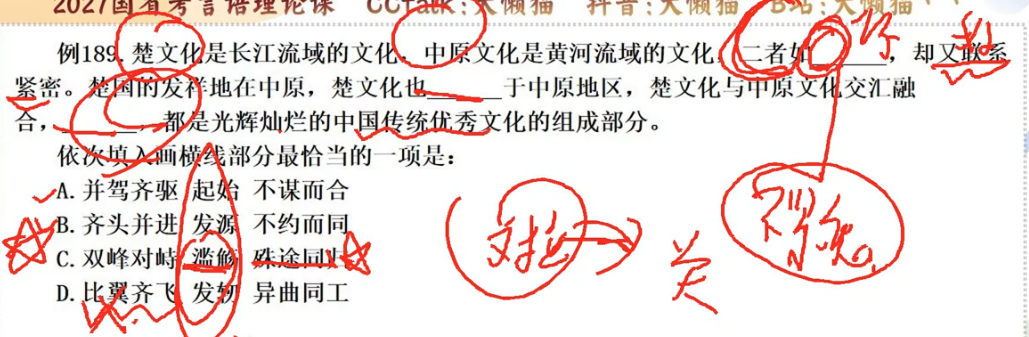 2027国省考言语理论课 CCtalk:大懒猫 抖音:大懒猫 B站:大懒猫
例189.楚文化是长江流域的文化,中原文化是黄河流域的文化,二者如______,却又联系
紧密。楚国的发祥地在中原,楚文化也______于中原地区,楚文化与中原文化交汇融
合,______,都是光辉灿烂的中国传统优秀文化的组成部分。
依次填入画横线部分最恰当的一项是:
A.并驾齐驱 起始 不谋而合
B.齐头并进 发源 不约而同
C.双峰对峙 滥觞 殊途同归
D.比翼齐飞 发轫 异曲同工